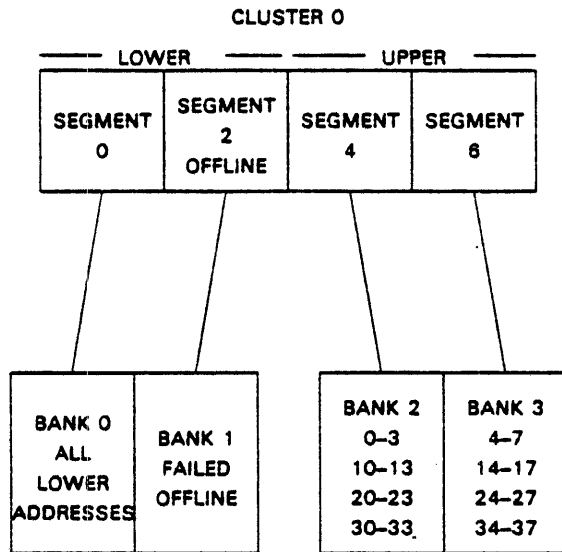 CLUSTER 0
LOWER UPPER
SEGMENT
0
SEGMENT
2
OFFLINE
SEGMENT
4
SEGMENT
6
BANK 0
ALL
LOWER
ADDRESSES
BANK 1
FAILED
OFFLINE
BANK 2
0–3
10–13
20–23
30–33
BANK 3
4–7
14–17
24–27
34–37